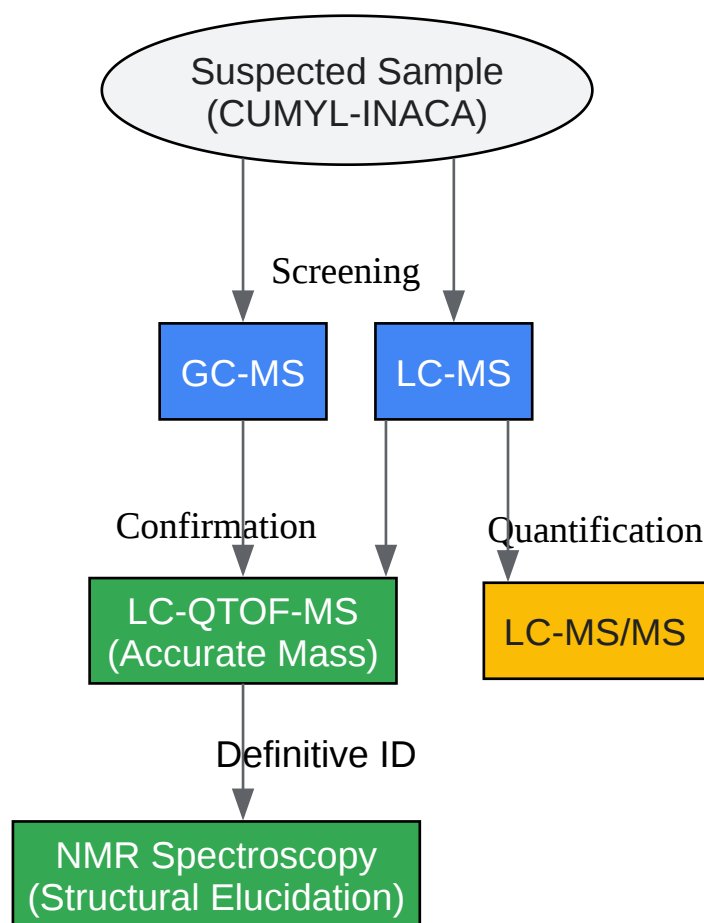 Suspected Sample
(CUMYL-INACA)
Screening
GC-MS
LC-MS
Confirmation
Quantification
LC-QTOF-MS
(Accurate Mass)
LC-MS/MS
Definitive ID
NMR Spectroscopy
(Structural Elucidation)